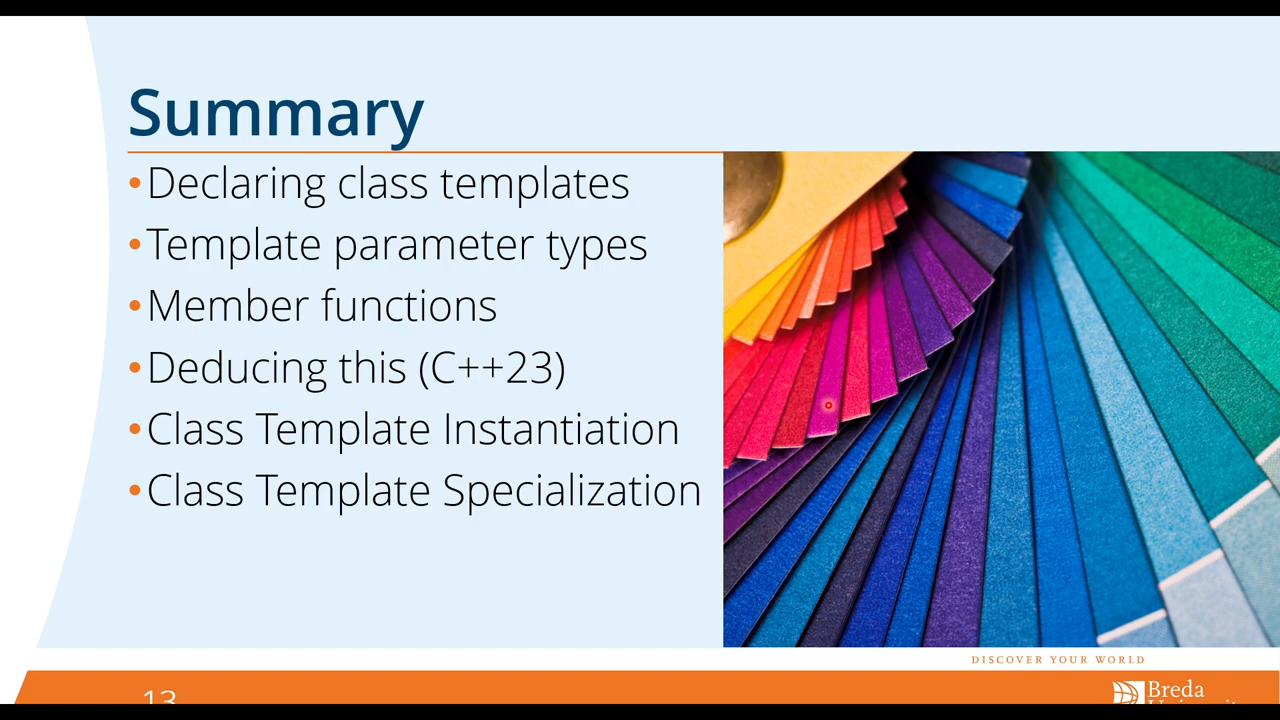 Summary
•Declaring class templates
•Template parameter types
•Member functions
•Deducing this (C++23)
•Class Template Instantiation
•Class Template Specialization
DISCOVER YOUR WORLD
13
Breda